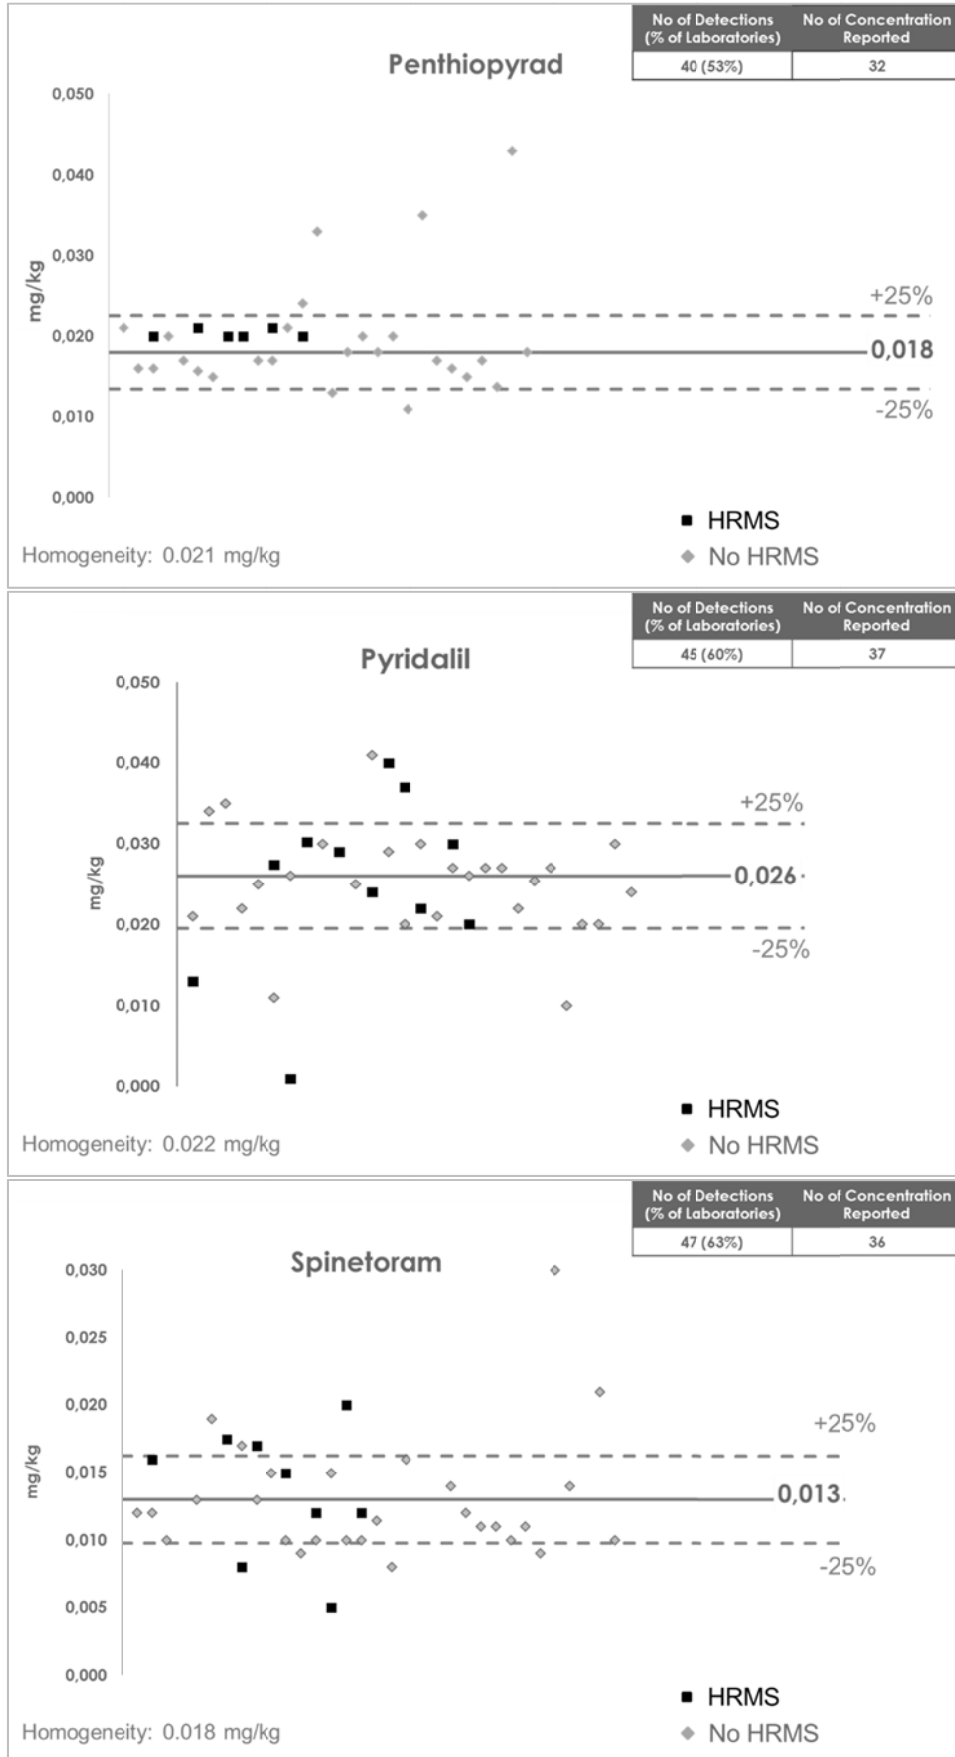 No of Detections
(% of Laboratories)
No of Concentration
Reported
40 (53%)
32
Penthiopyrad
0,050
0,040
0,030
0,020
0,010
0,000
mg/kg
+25%
0,018
-25%
HRMS
No HRMS
Homogeneity: 0.021 mg/kg
No of Detections
(% of Laboratories)
No of Concentration
Reported
45 (60%)
37
Pyridalil
0,050
0,040
0,030
0,020
0,010
0,000
mg/kg
+25%
0,026
-25%
HRMS
No HRMS
Homogeneity: 0.022 mg/kg
No of Detections
(% of Laboratories)
No of Concentration
Reported
47 (63%)
36
Spinetoram
0,030
0,025
0,020
0,015
0,010
0,005
0,000
mg/kg
+25%
0,013
-25%
HRMS
No HRMS
Homogeneity: 0.018 mg/kg